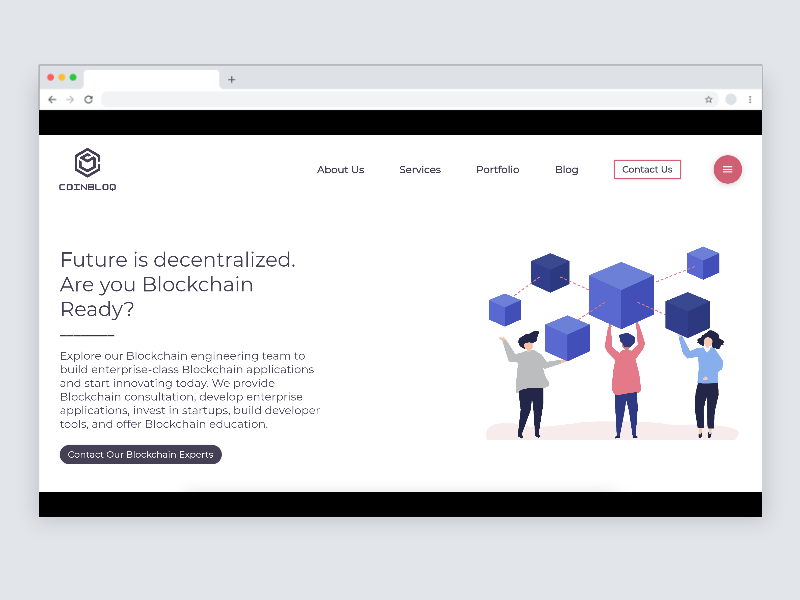 COINBLOQ
About Us Services Portfolio Blog Contact Us
Future is decentralized.
Are you Blockchain
Ready?
Explore our Blockchain engineering team to
build enterprise-class Blockchain applications
and start innovating today. We provide
Blockchain consultation, develop enterprise
applications, invest in startups, build developer
tools, and offer Blockchain education.
Contact Our Blockchain Experts